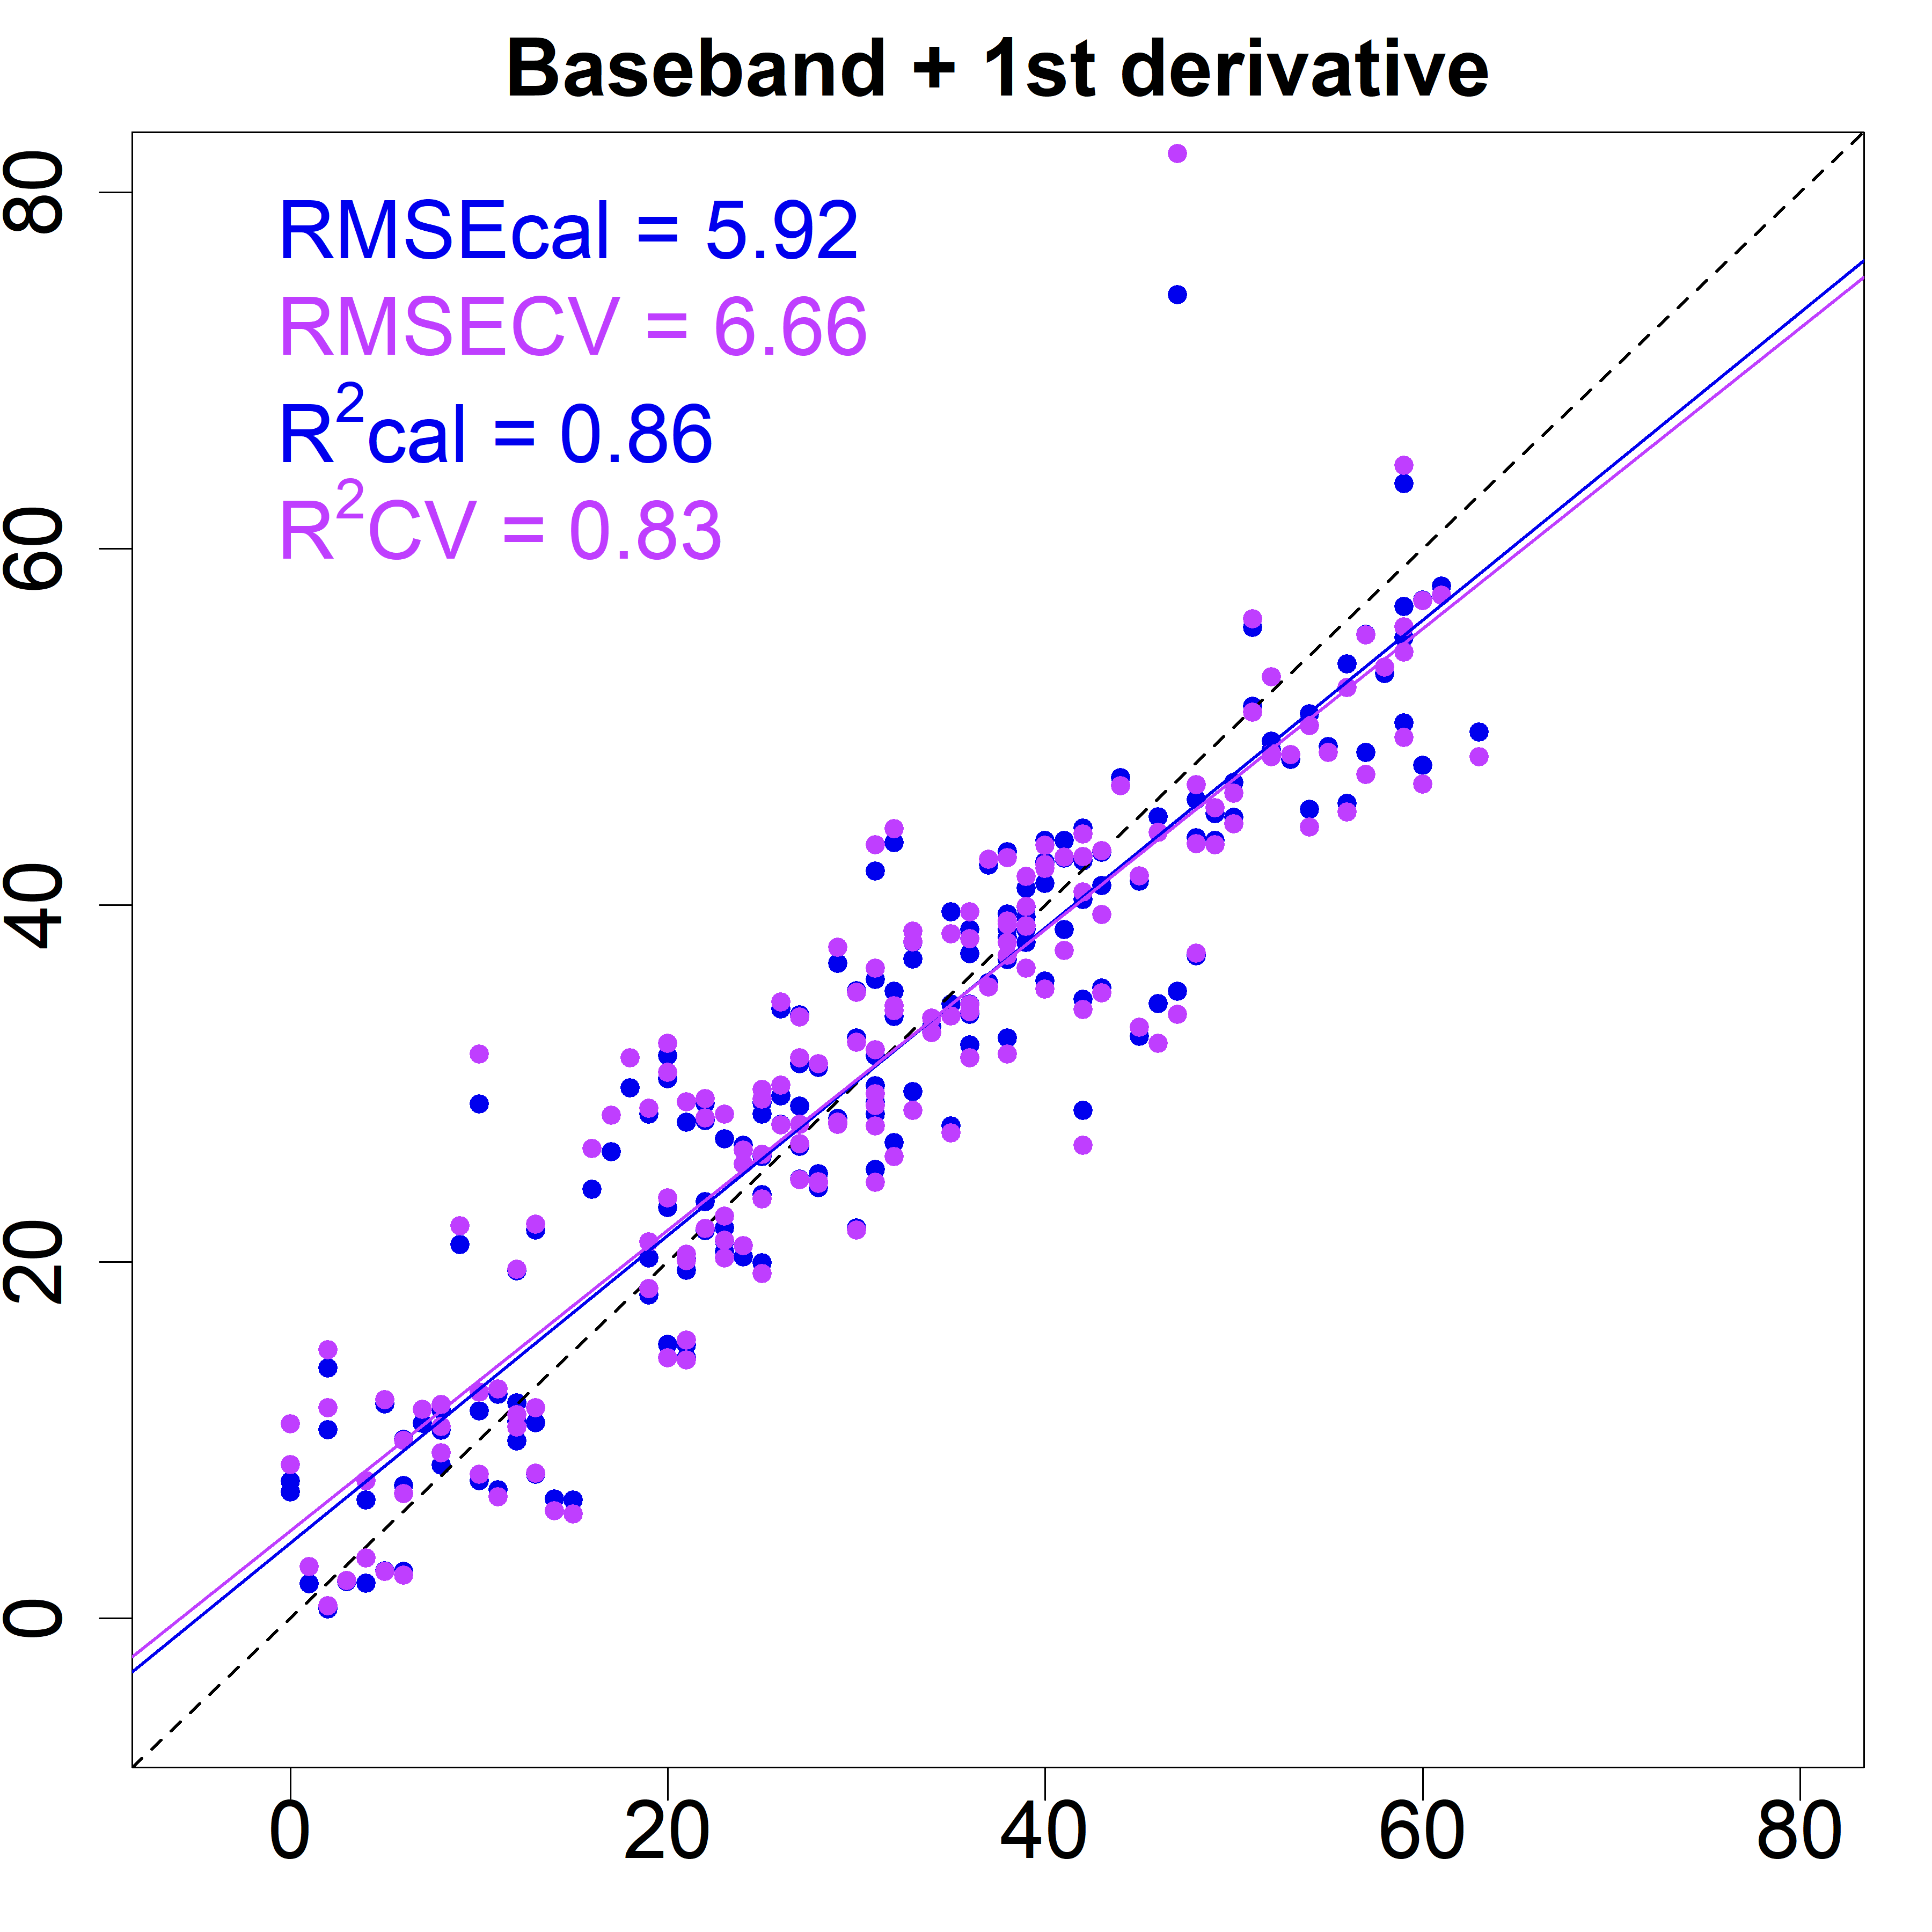 Baseband + 1st derivative
RMSEcal = 5.92
RMSECV = 6.66
R²cal = 0.86
R²CV = 0.83
80
60
40
20
0
0 20 40 60 80